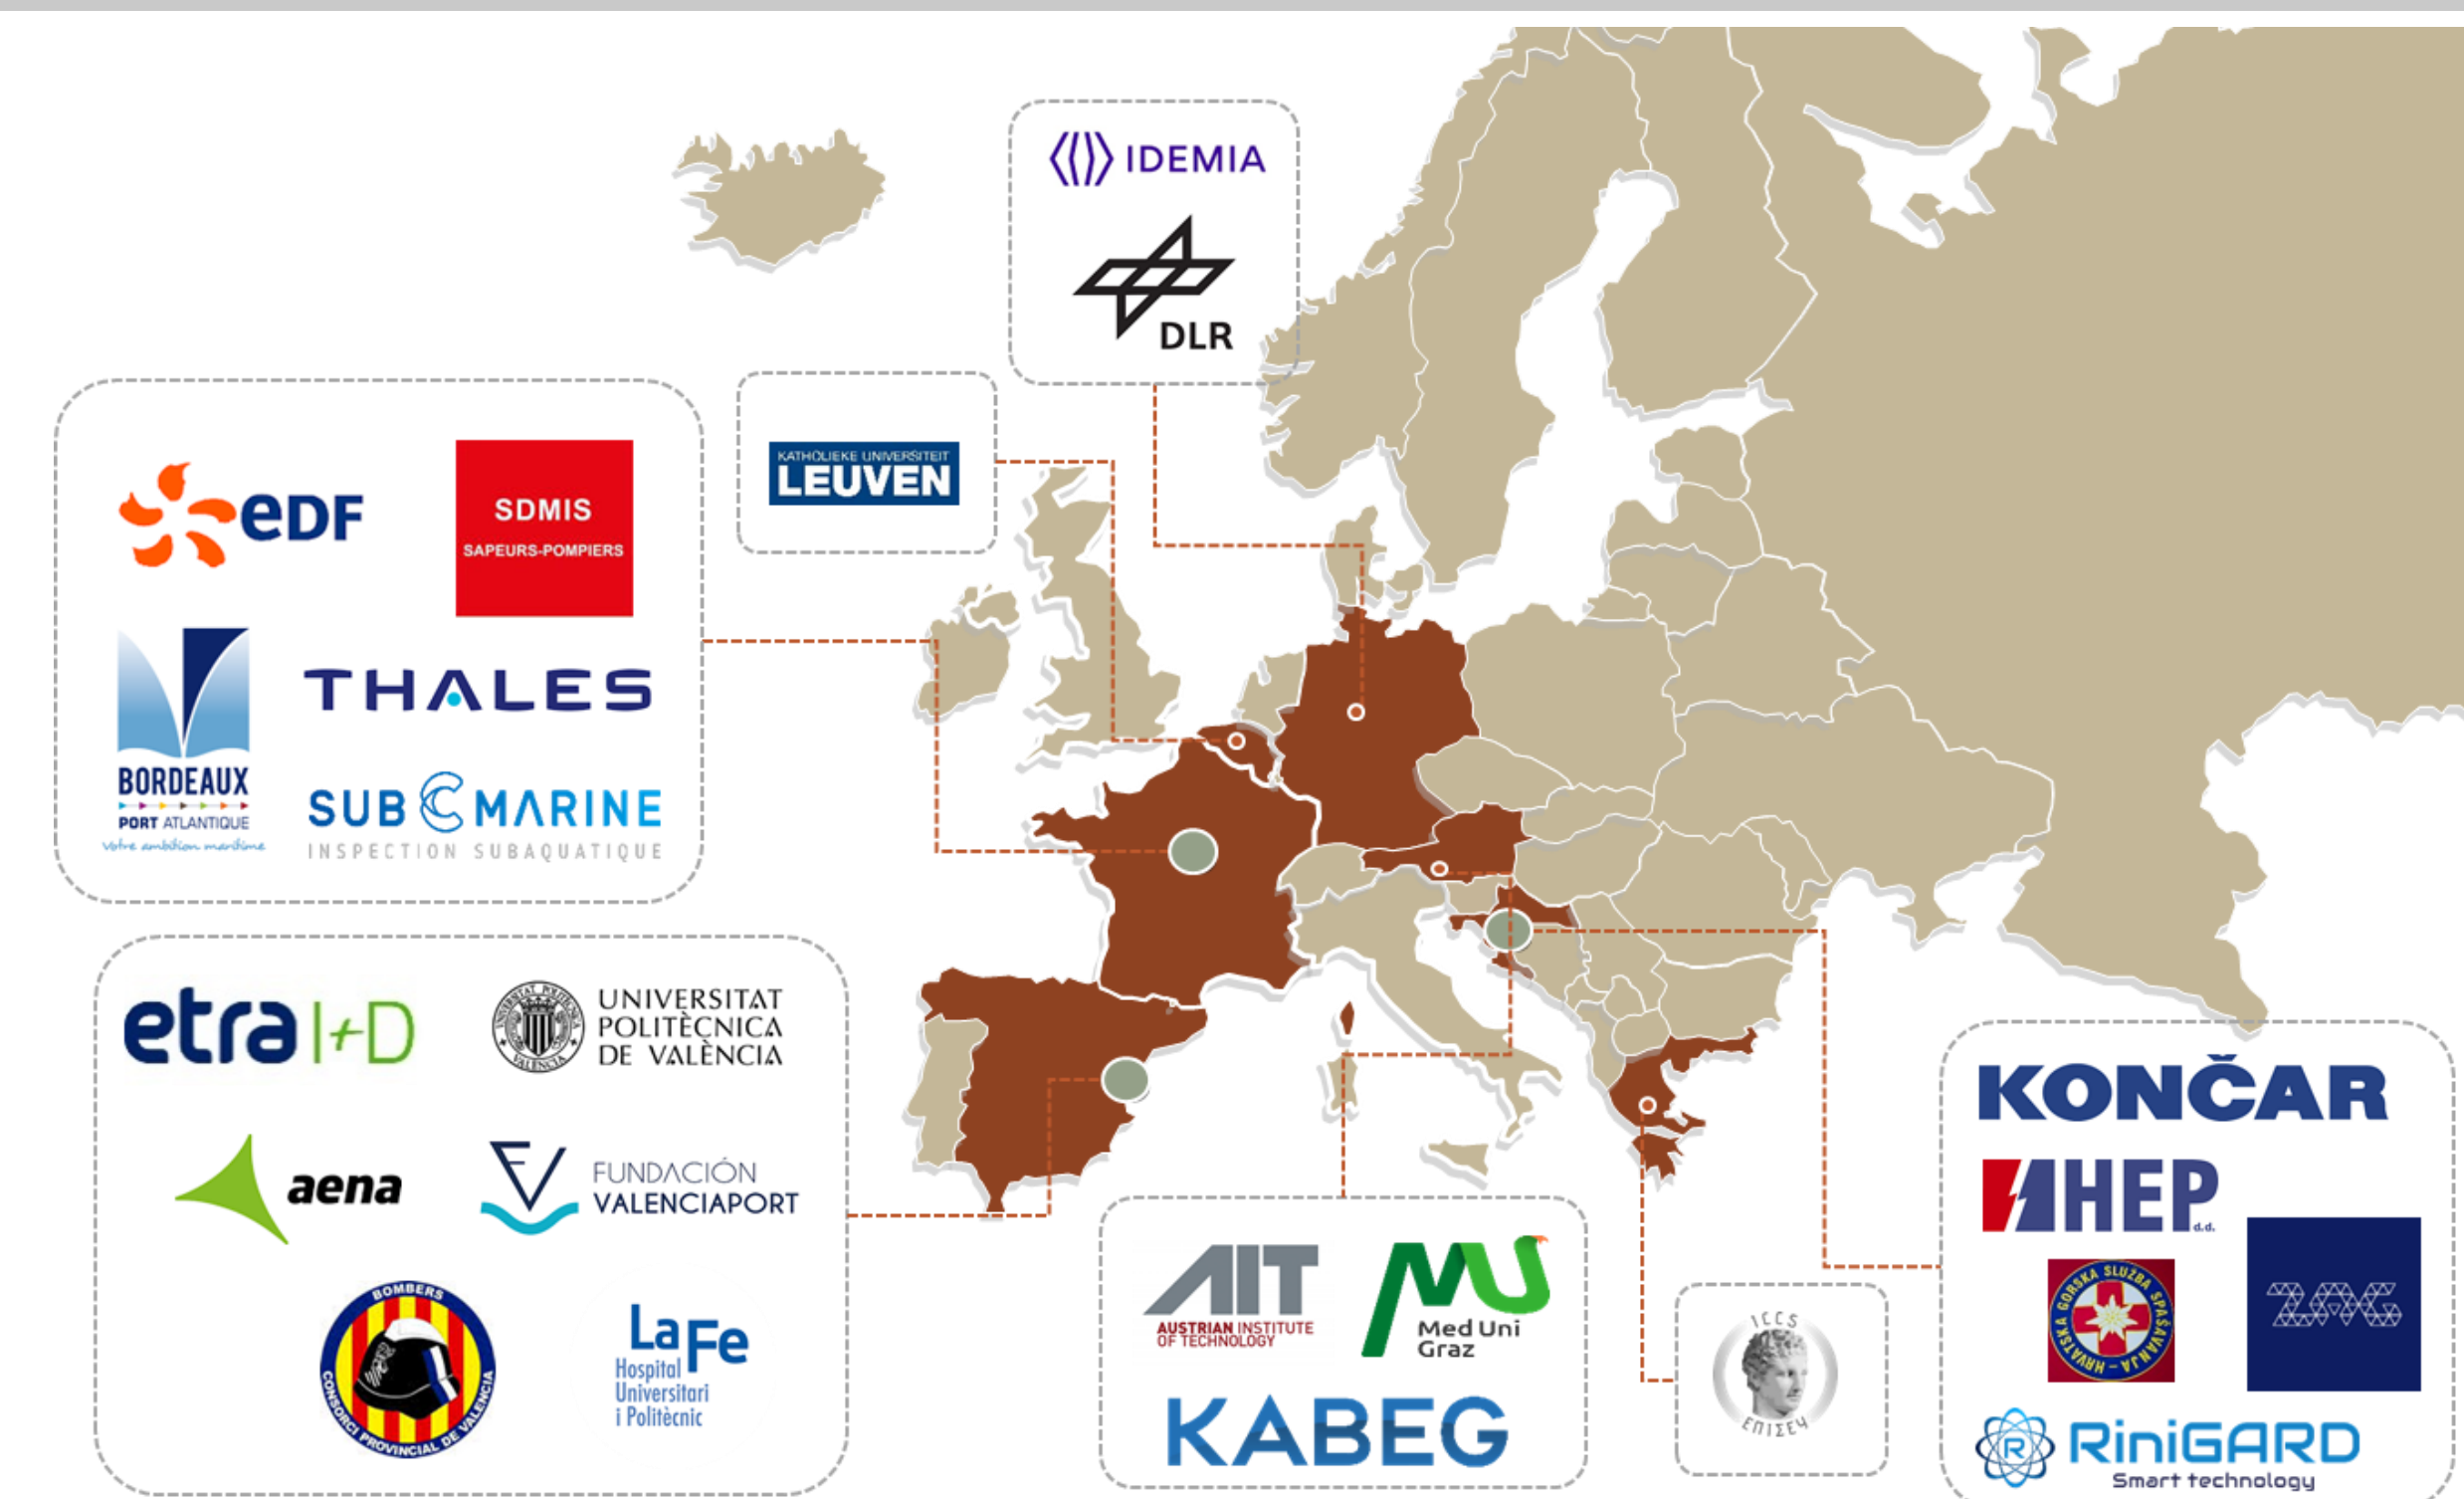 IDEMIA
DLR
KATHOLIEKE UNIVERSITEIT
LEUVEN
eDF
SDMIS
SAPEURS-POMPIERS
BORDEAUX
PORT ATLANTIQUE
Votre ambition maritime
THALES
SUB C MARINE
INSPECTION SUBAQUATIQUE
etra I+D
UNIVERSITAT
POLITÈCNICA
DE VALÈNCIA
aena
FUNDACIÓN
VALENCIAPORT
BOMBERS
CONSORCI PROVINCIAL DE VALENCIA
La Fe
Hospital
Universitari
i Politècnic
AIT
AUSTRIAN INSTITUTE
OF TECHNOLOGY
MU
Med Uni
Graz
KABEG
ICCS
ΕΠΙΣΕΥ
KONČAR
HEP
d.d.
HRVATSKA GORSKA SLUŽBA SPAŠAVANJA
ZAG
R
RiniGARD
Smart technology